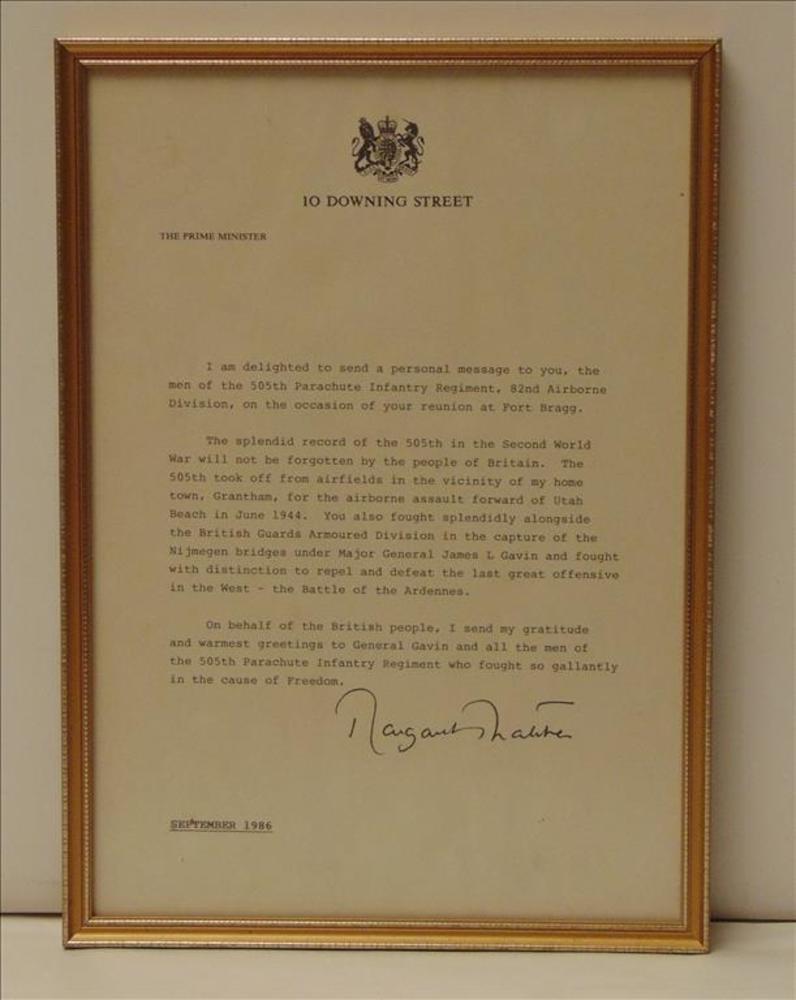 10 DOWNING STREET
THE PRIME MINISTER
I am delighted to send a personal message to you, the
men of the 505th Parachute Infantry Regiment, 82nd Airborne
Division, on the occasion of your reunion at Fort Bragg.
The splendid record of the 505th in the Second World
War will not be forgotten by the people of Britain. The
505th took off from airfields in the vicinity of my home
town, Grantham, for the airborne assault forward of Utah
Beach in June 1944. You also fought splendidly alongside
the British Guards Armoured Division in the capture of the
Nijmegen bridges under Major General James L Gavin and fought
with distinction to repel and defeat the last great offensive
in the West - the Battle of the Ardennes.
On behalf of the British people, I send my gratitude
and warmest greetings to General Gavin and all the men of
the 505th Parachute Infantry Regiment who fought so gallantly
in the cause of Freedom.
Margaret Thatcher
SEPTEMBER 1986